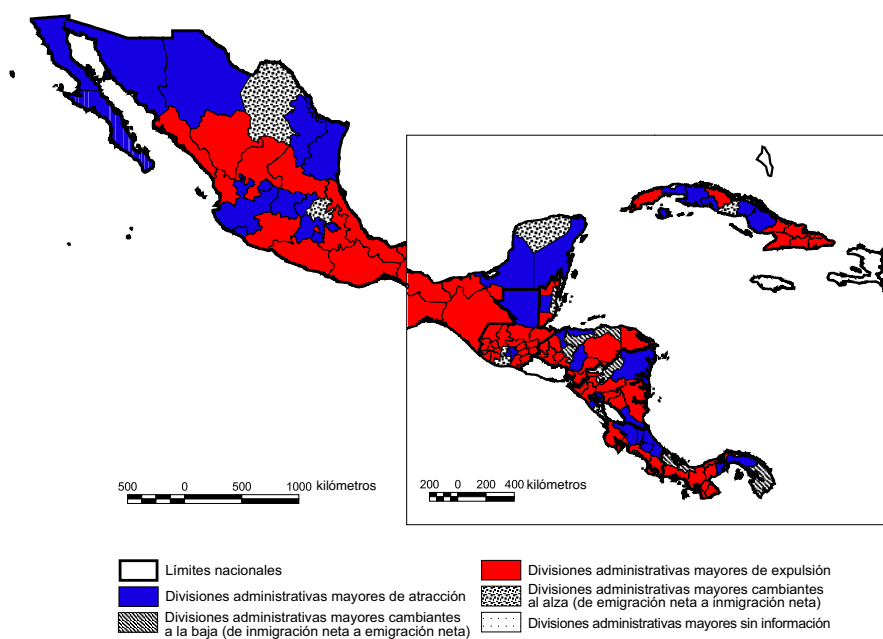 500 0 500 1000 kilómetros
200 0 200 400 kilómetros
Límites nacionales
Divisiones administrativas mayores de atracción
Divisiones administrativas mayores cambiantes
a la baja (de inmigración neta a emigración neta)
Divisiones administrativas mayores de expulsión
Divisiones administrativas mayores cambiantes
al alza (de emigración neta a inmigración neta)
Divisiones administrativas mayores sin información